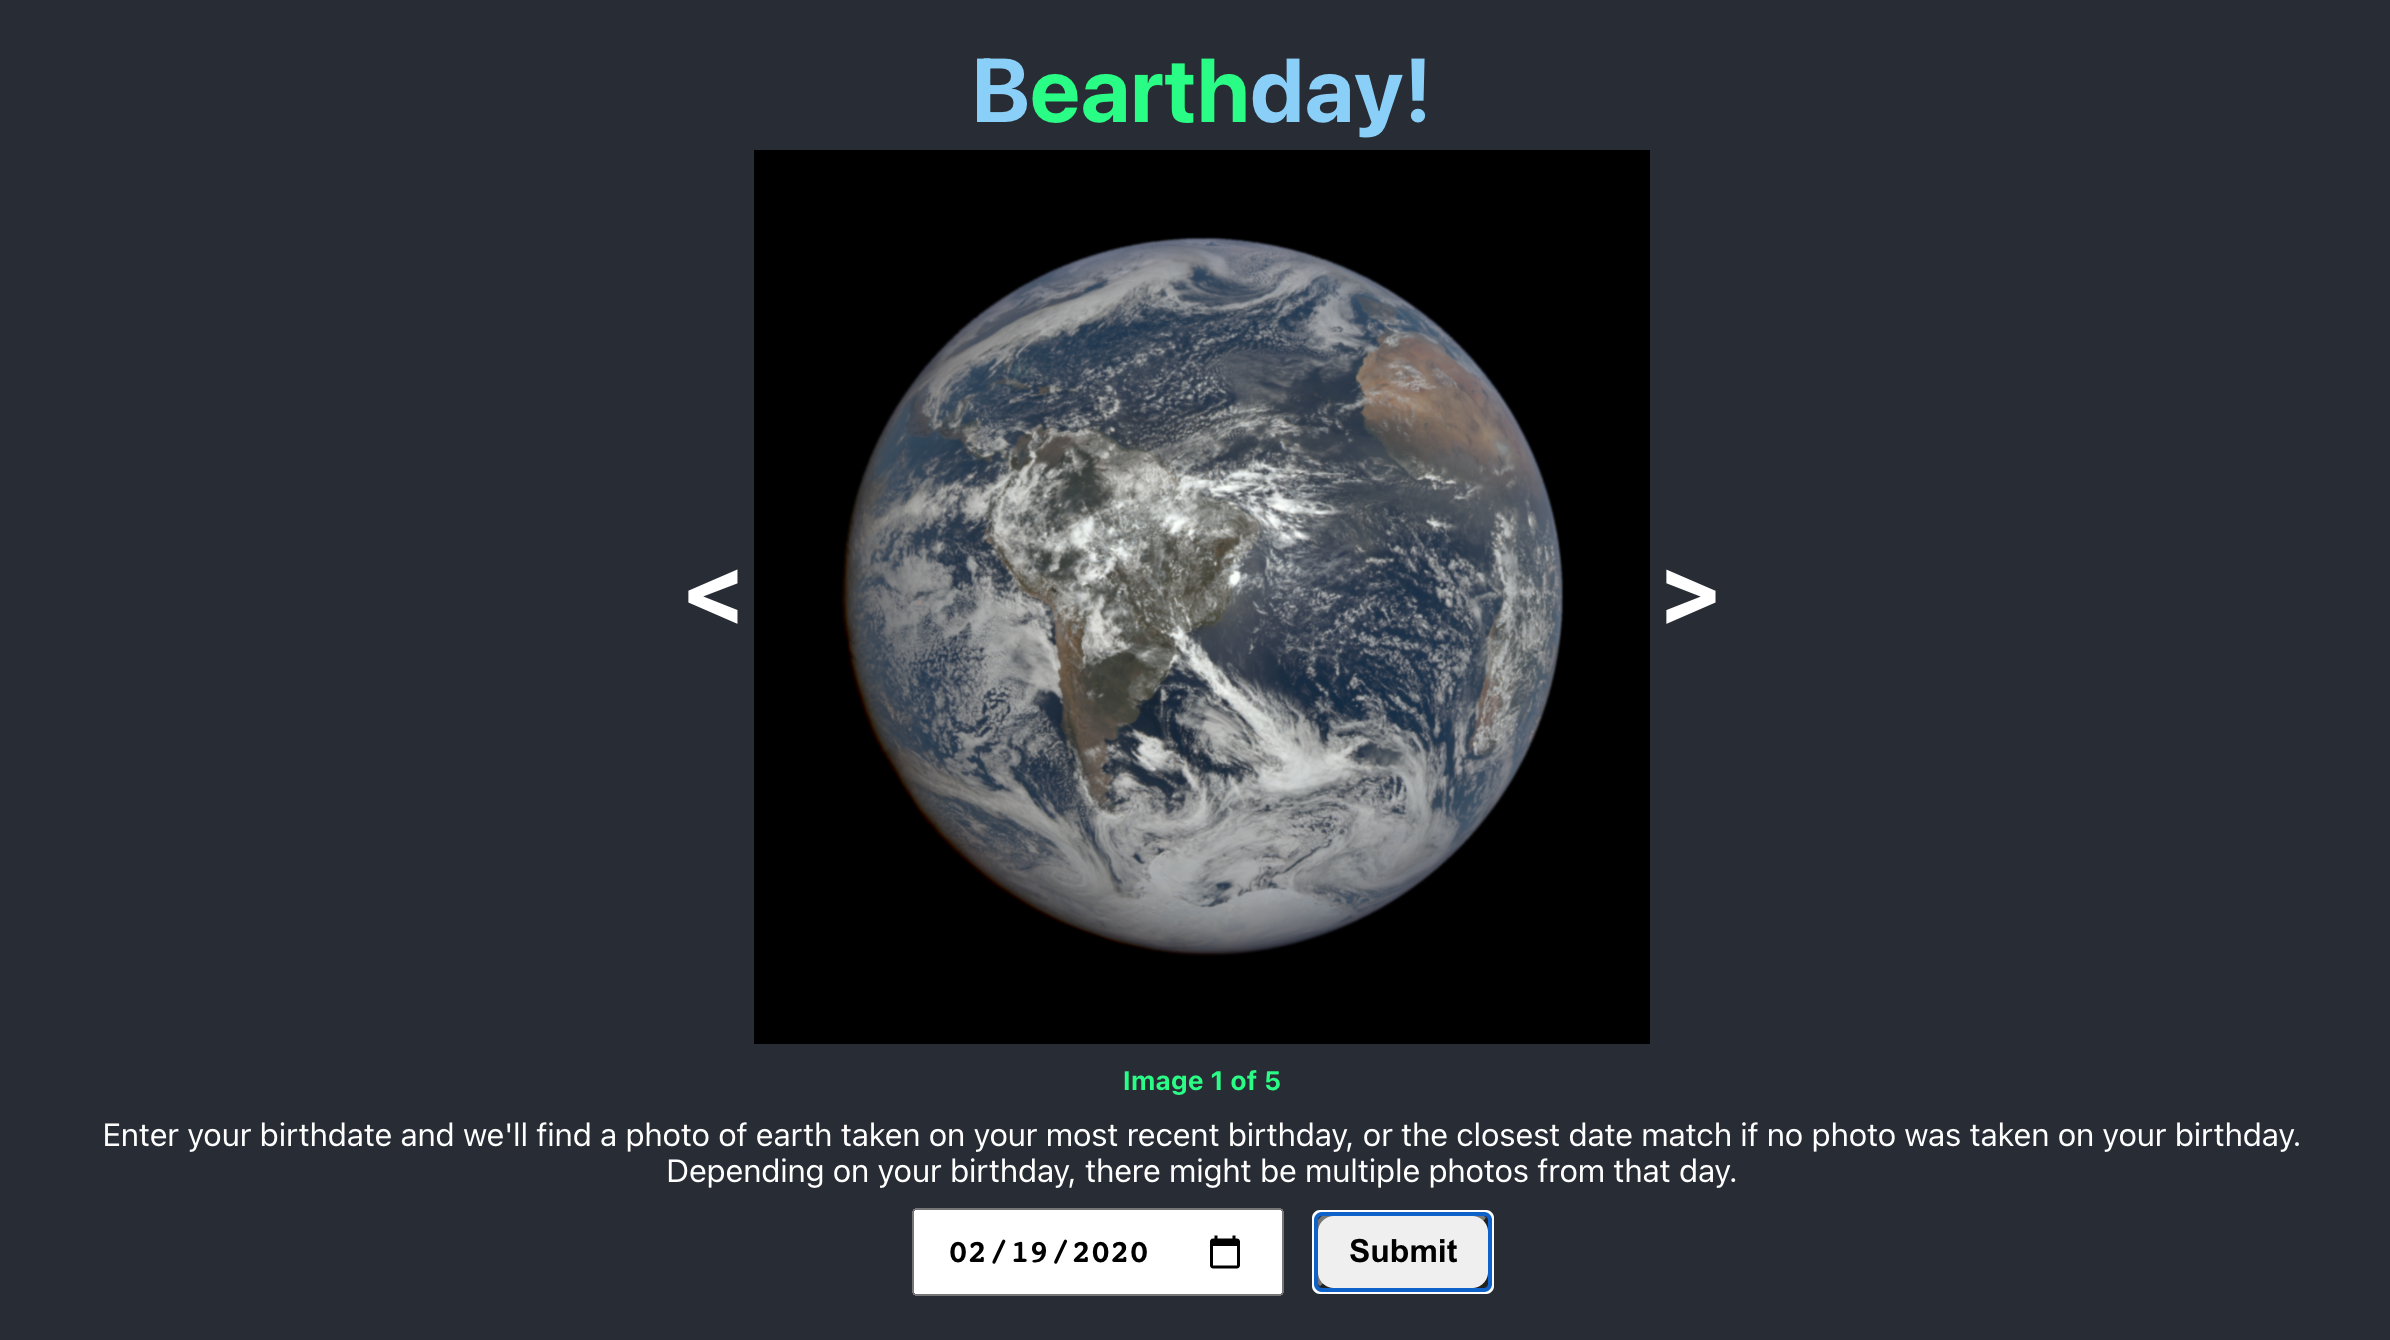 Bearthday!
< >
Image 1 of 5
Enter your birthdate and we'll find a photo of earth taken on your most recent birthday, or the closest date match if no photo was taken on your birthday.
Depending on your birthday, there might be multiple photos from that day.
02/19/2020 Submit